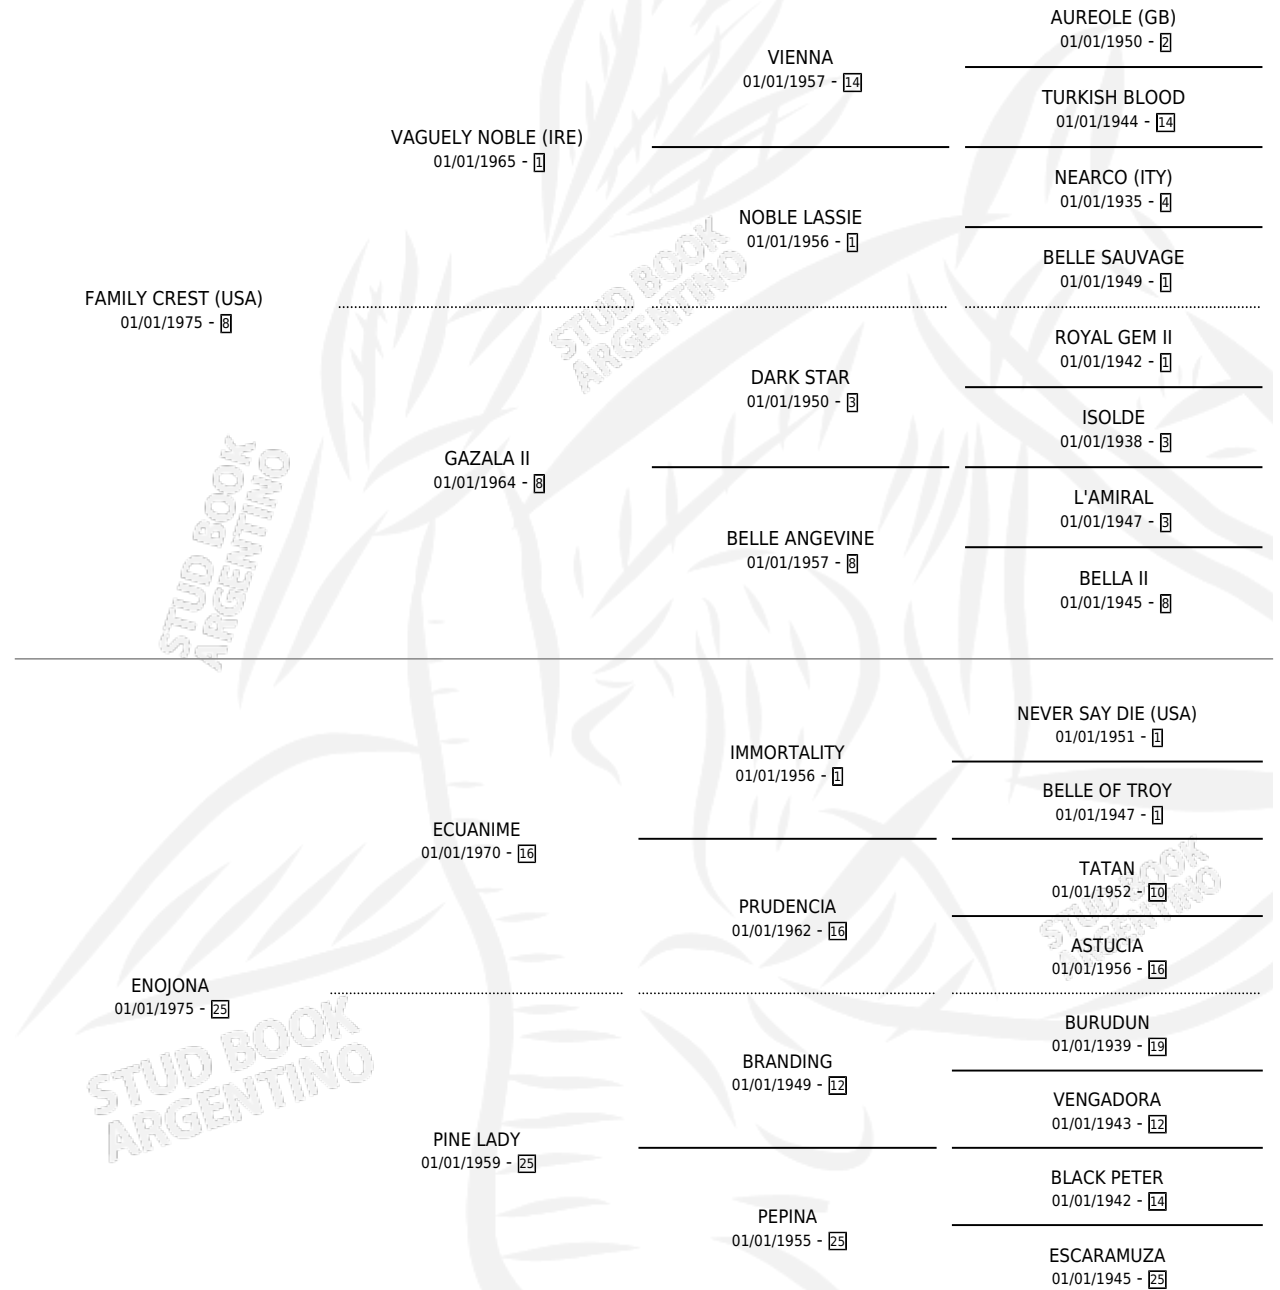 AUREOLE (GB)
01/01/1950 - 2
VIENNA
01/01/1957 - 14
TURKISH BLOOD
01/01/1944 - 14
VAGUELY NOBLE (IRE)
01/01/1965 - 1
NEARCO (ITY)
01/01/1935 - 4
NOBLE LASSIE
01/01/1956 - 1
BELLE SAUVAGE
01/01/1949 - 1
FAMILY CREST (USA)
01/01/1975 - 8
ROYAL GEM II
01/01/1942 - 1
DARK STAR
01/01/1950 - 3
ISOLDE
01/01/1938 - 3
GAZALA II
01/01/1964 - 8
L'AMIRAL
01/01/1947 - 3
BELLE ANGEVINE
01/01/1957 - 8
BELLA II
01/01/1945 - 8
NEVER SAY DIE (USA)
01/01/1951 - 1
IMMORTALITY
01/01/1956 - 1
BELLE OF TROY
01/01/1947 - 1
ECUANIME
01/01/1970 - 16
TATAN
01/01/1952 - 10
PRUDENCIA
01/01/1962 - 16
ASTUCIA
01/01/1956 - 16
ENOJONA
01/01/1975 - 25
BURUDUN
01/01/1939 - 19
BRANDING
01/01/1949 - 12
VENGADORA
01/01/1943 - 12
PINE LADY
01/01/1959 - 25
BLACK PETER
01/01/1942 - 14
PEPINA
01/01/1955 - 25
ESCARAMUZA
01/01/1945 - 25
STUD BOOK
ARGENTINO
STUD BOOK
ARGENTINO
STUD BOOK
ARGENTINO
STUD BOOK
ARGENTINO